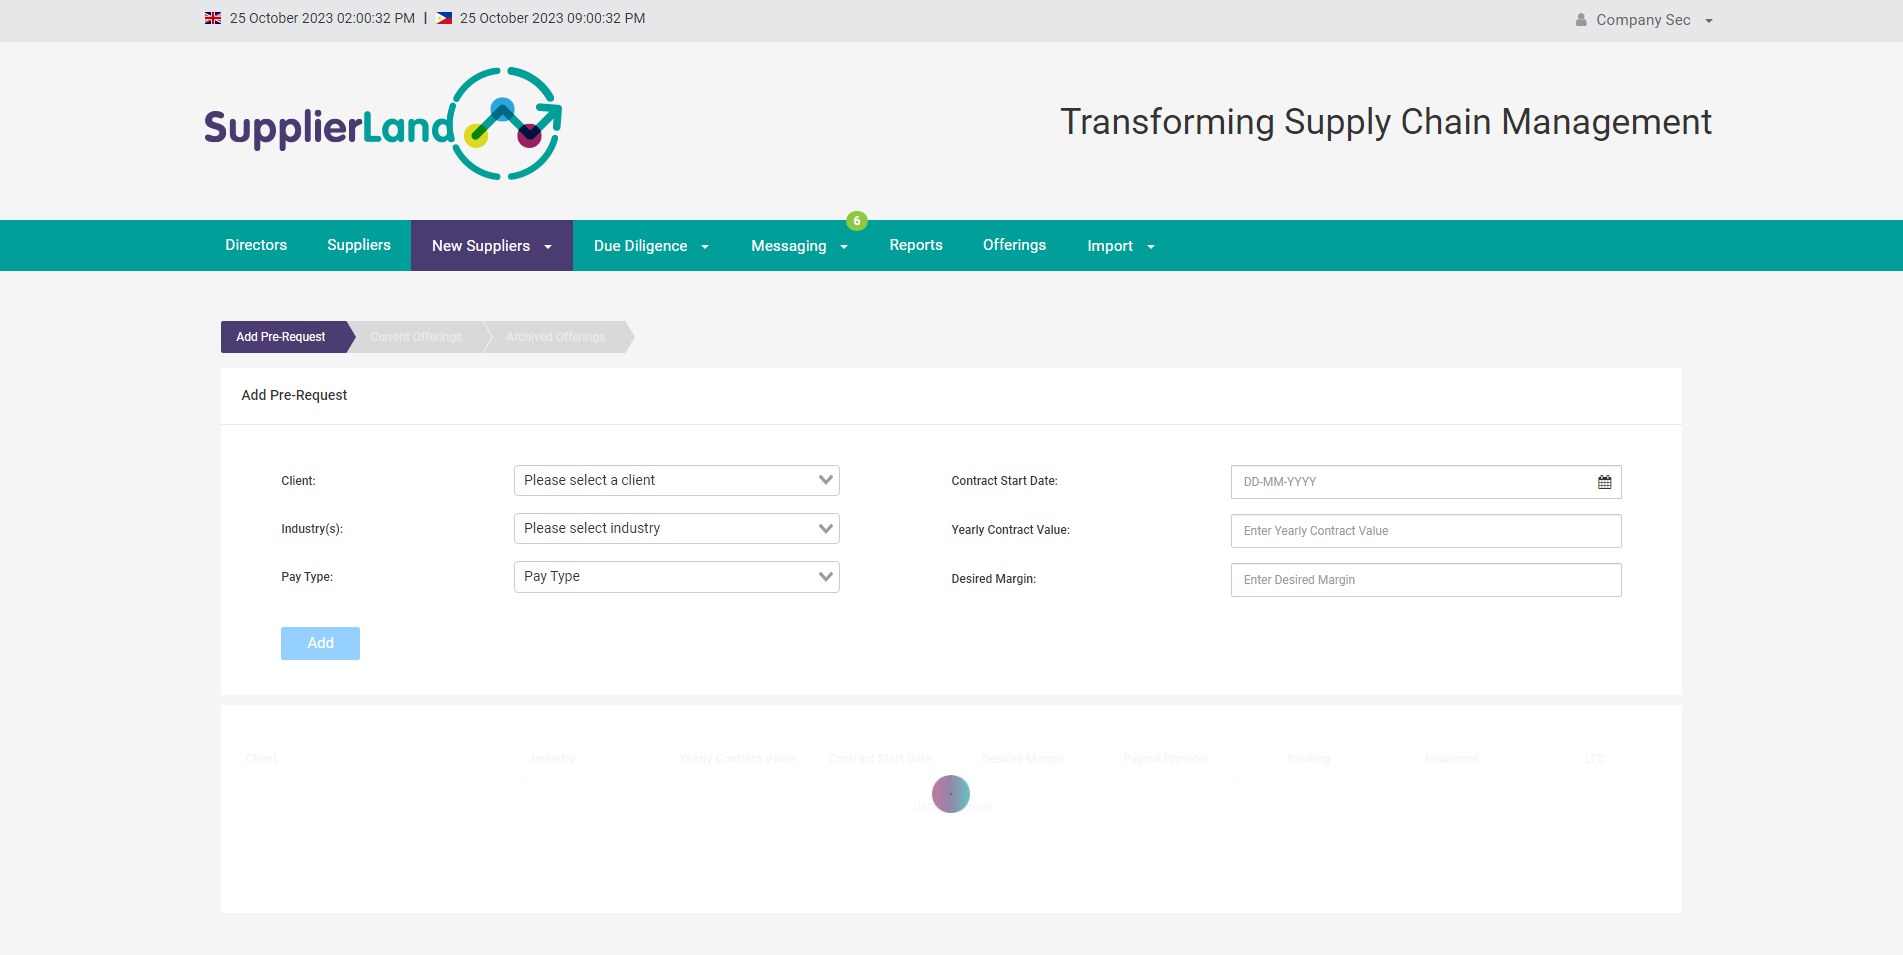 25 October 2023 02:00:32 PM | 25 October 2023 09:00:32 PM
Company Sec
SupplierLand
Transforming Supply Chain Management
6
Directors Suppliers New Suppliers Due Diligence Messaging Reports Offerings Import
Add Pre-Request Current Offerings Archived Offerings
Add Pre-Request
Client: Please select a client Contract Start Date: DD-MM-YYYY
Industry(s): Please select industry Yearly Contract Value: Enter Yearly Contract Value
Pay Type: Pay Type Desired Margin: Enter Desired Margin
Add
Client Industry Yearly Contract Value Contract Start Date Desired Margin Payroll Provider Banking Insurance LTC